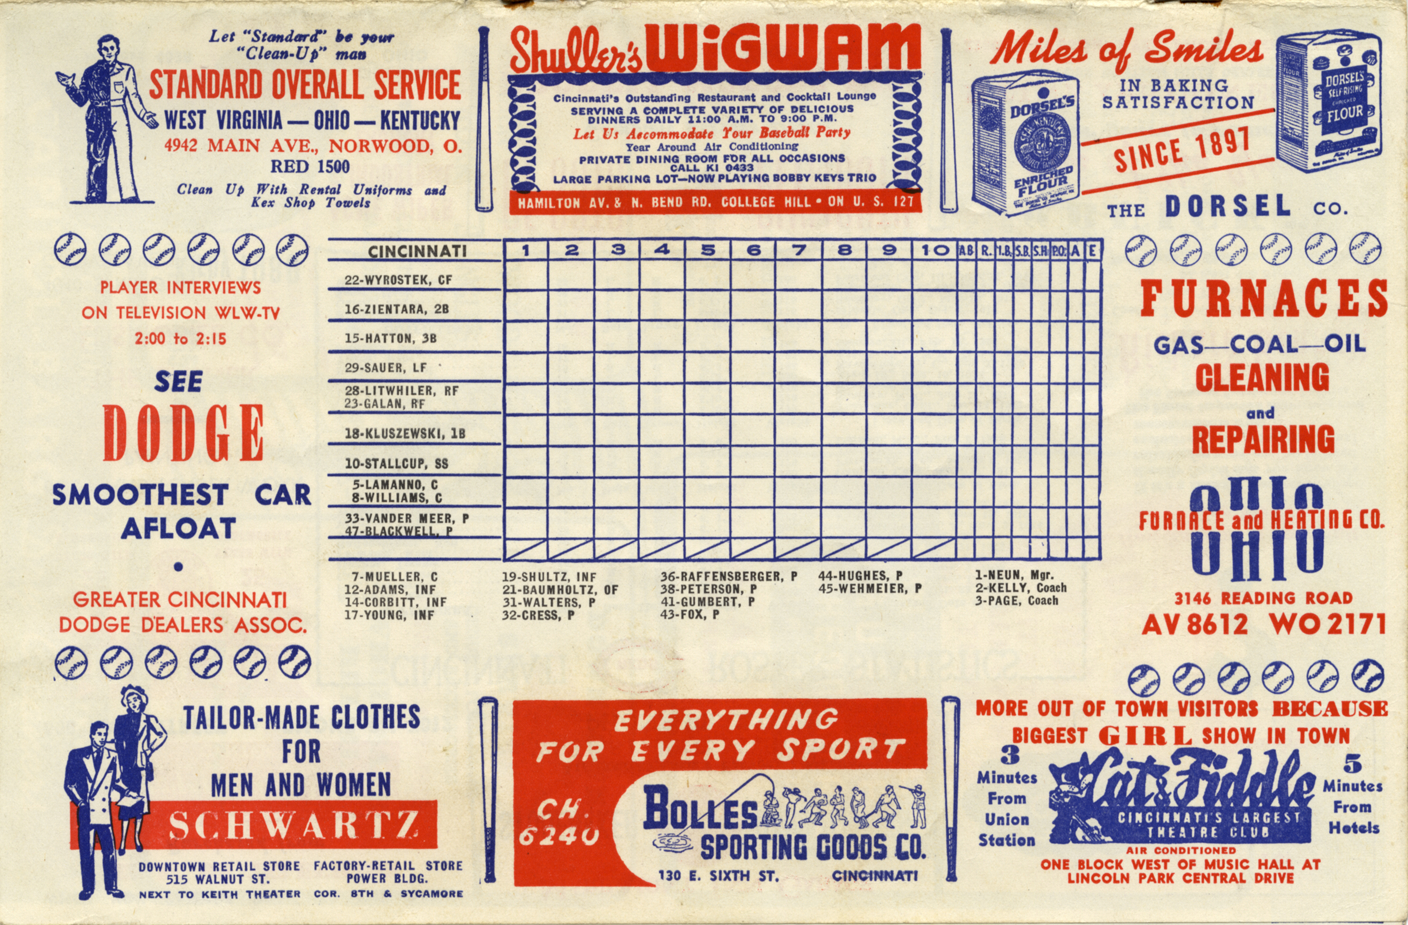 Let "Standard" be your
"Clean-Up" man
STANDARD OVERALL SERVICE
WEST VIRGINIA — OHIO — KENTUCKY
4942 MAIN AVE., NORWOOD, O.
RED 1500
Clean Up With Rental Uniforms and
Kex Shop Towels
Shuller's WiGWAM
Cincinnati's Outstanding Restaurant and Cocktail Lounge
SERVING A COMPLETE VARIETY OF DELICIOUS
DINNERS DAILY 11:00 A.M. TO 9:00 P.M.
Let Us Accommodate Your Baseball Party
Year Around Air Conditioning
PRIVATE DINING ROOM FOR ALL OCCASIONS
CALL KI 0433
LARGE PARKING LOT—NOW PLAYING BOBBY KEYS TRIO
HAMILTON AV. & N. BEND RD. COLLEGE HILL • ON U. S. 127
Miles of Smiles
IN BAKING
SATISFACTION
SINCE 1897
DORSEL'S
ENRICHED
FLOUR
DORSEL'S
SELF-RISING
FLOUR
THE DORSEL CO.
PLAYER INTERVIEWS
ON TELEVISION WLW-TV
2:00 to 2:15
SEE
DODGE
SMOOTHEST CAR
AFLOAT
•
GREATER CINCINNATI
DODGE DEALERS ASSOC.
CINCINNATI 1 2 3 4 5 6 7 8 9 10 AB R. 1.B. S.B. S.H P.O. A E
22-WYROSTEK, CF
16-ZIENTARA, 2B
15-HATTON, 3B
29-SAUER, LF
28-LITWHILER, RF
23-GALAN, RF
18-KLUSZEWSKI, 1B
10-STALLCUP, SS
5-LAMANNO, C
8-WILLIAMS, C
33-VANDER MEER, P
47-BLACKWELL, P
7-MUELLER, C
12-ADAMS, INF
14-CORBITT, INF
17-YOUNG, INF
19-SHULTZ, INF
21-BAUMHOLTZ, OF
31-WALTERS, P
32-CRESS, P
36-RAFFENSBERGER, P
38-PETERSON, P
41-GUMBERT, P
43-FOX, P
44-HUGHES, P
45-WEHMEIER, P
1-NEUN, Mgr.
2-KELLY, Coach
3-PAGE, Coach
FURNACES
GAS—COAL—OIL
CLEANING
and
REPAIRING
OHIO
FURNACE and HEATING CO.
OHIO
3146 READING ROAD
AV 8612 WO 2171
TAILOR-MADE CLOTHES
FOR
MEN AND WOMEN
SCHWARTZ
DOWNTOWN RETAIL STORE FACTORY-RETAIL STORE
515 WALNUT ST. POWER BLDG.
NEXT TO KEITH THEATER COR. 8TH & SYCAMORE
EVERYTHING
FOR EVERY SPORT
CH.
6240
BOLLES
SPORTING GOODS CO.
130 E. SIXTH ST. CINCINNATI
MORE OUT OF TOWN VISITORS BECAUSE
BIGGEST GIRL SHOW IN TOWN
3
Minutes
From
Union
Station
Cat & Fiddle
CINCINNATI'S LARGEST
THEATRE CLUB
5
Minutes
From
Hotels
AIR CONDITIONED
ONE BLOCK WEST OF MUSIC HALL AT
LINCOLN PARK CENTRAL DRIVE